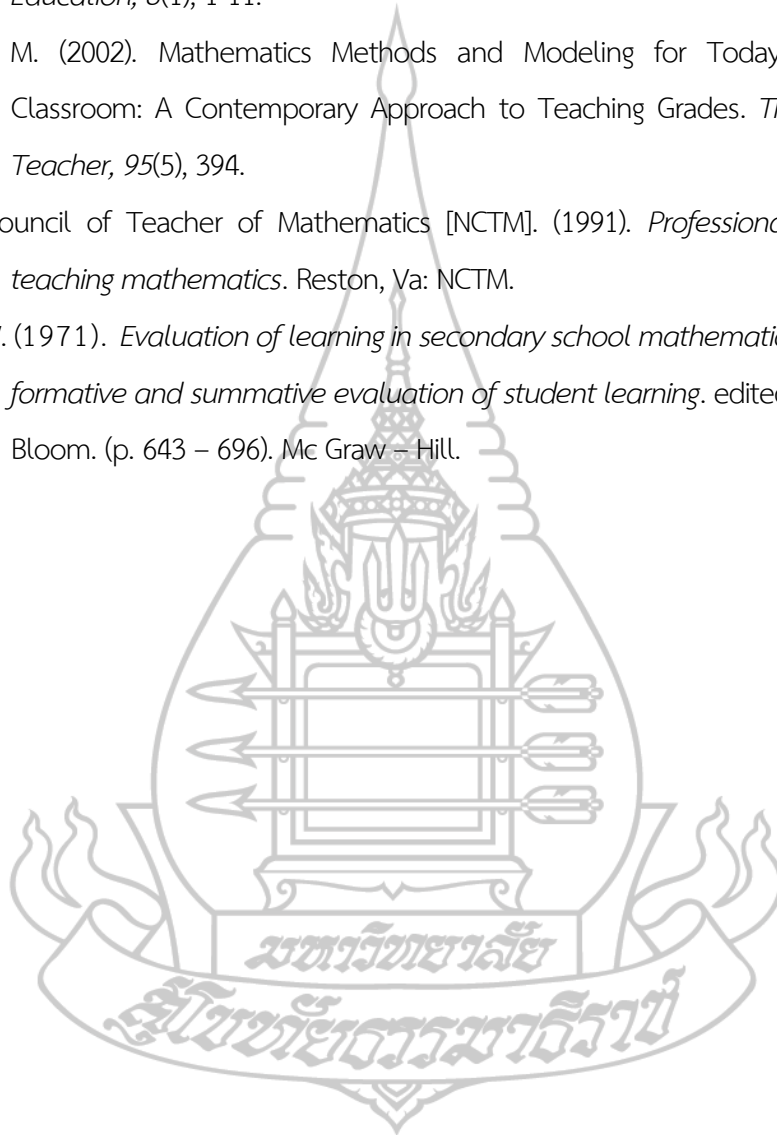 Education, 8(1), 1-11.
M. (2002). Mathematics Methods and Modeling for Today
Classroom: A Contemporary Approach to Teaching Grades. Th
Teacher, 95(5), 394.
ouncil of Teacher of Mathematics [NCTM]. (1991). Professiona
teaching mathematics. Reston, Va: NCTM.
. (1971). Evaluation of learning in secondary school mathematic
formative and summative evaluation of student learning. edited
Bloom. (p. 643 – 696). Mc Graw – Hill.
มหาวิทยาลัย
สุโขทัยธรรมาธิราช